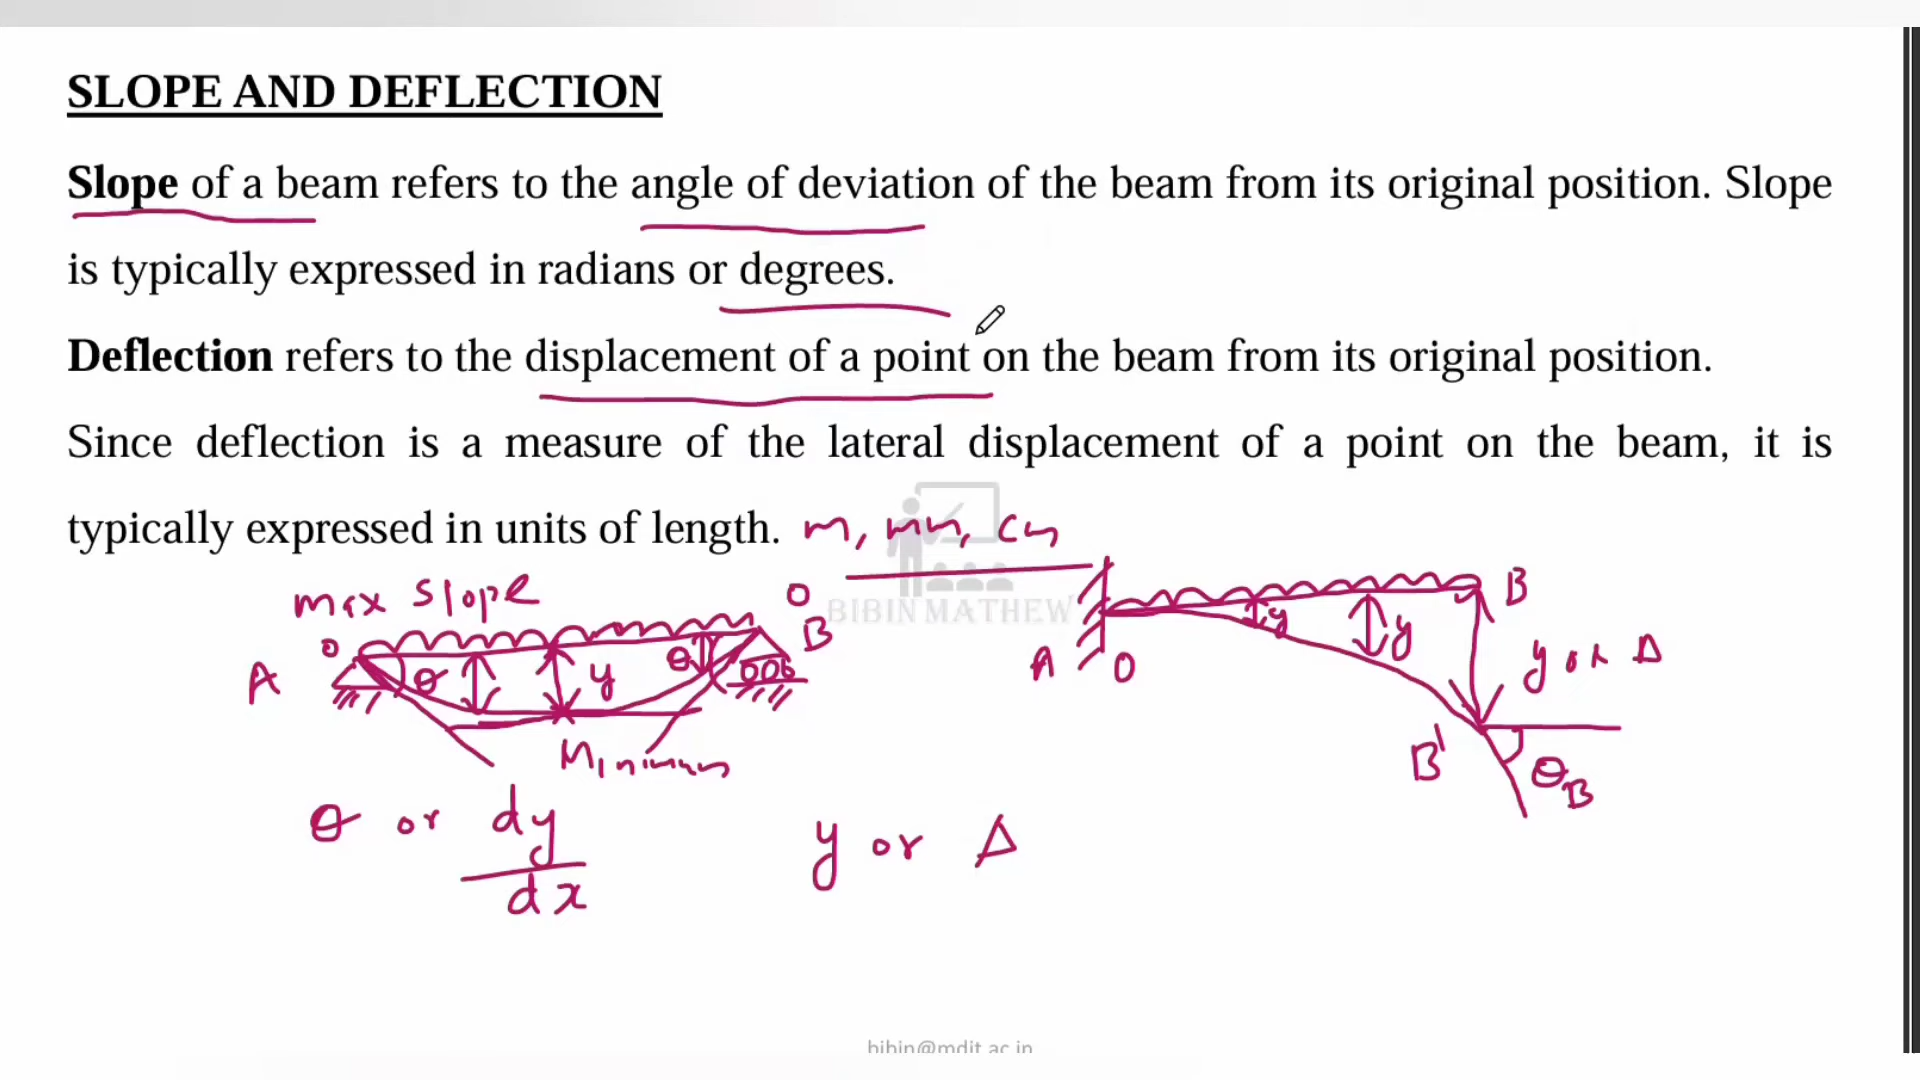 SLOPE AND DEFLECTION
Slope of a beam refers to the angle of deviation of the beam from its original position. Slope
is typically expressed in radians or degrees.
Deflection refers to the displacement of a point on the beam from its original position.
Since deflection is a measure of the lateral displacement of a point on the beam, it is
typically expressed in units of length. m, mm, cm
BIBIN MATHEW
max slope
0 A θ y θ 0 B
Minimum
A 0 y y B y or Δ
B' θB
θ or dy
dx
y or Δ
bibin@mdit.ac.in